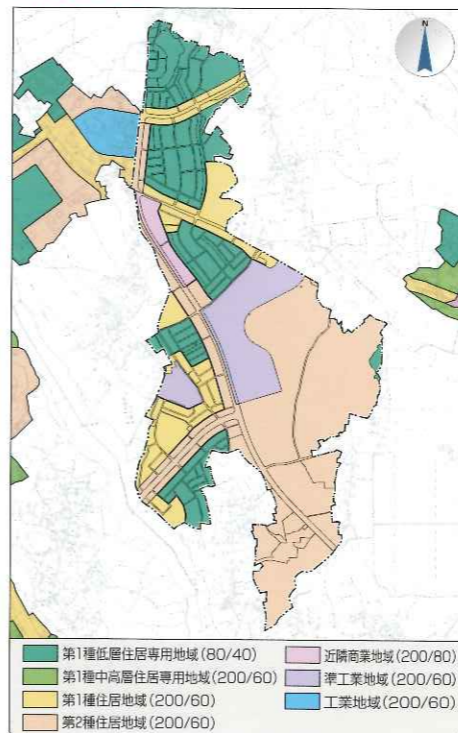 N
第1種低層住居専用地域(80/40)
第1種中高層住居専用地域(200/60)
第1種住居地域(200/60)
第2種住居地域(200/60)
近隣商業地域(200/80)
準工業地域(200/60)
工業地域(200/60)